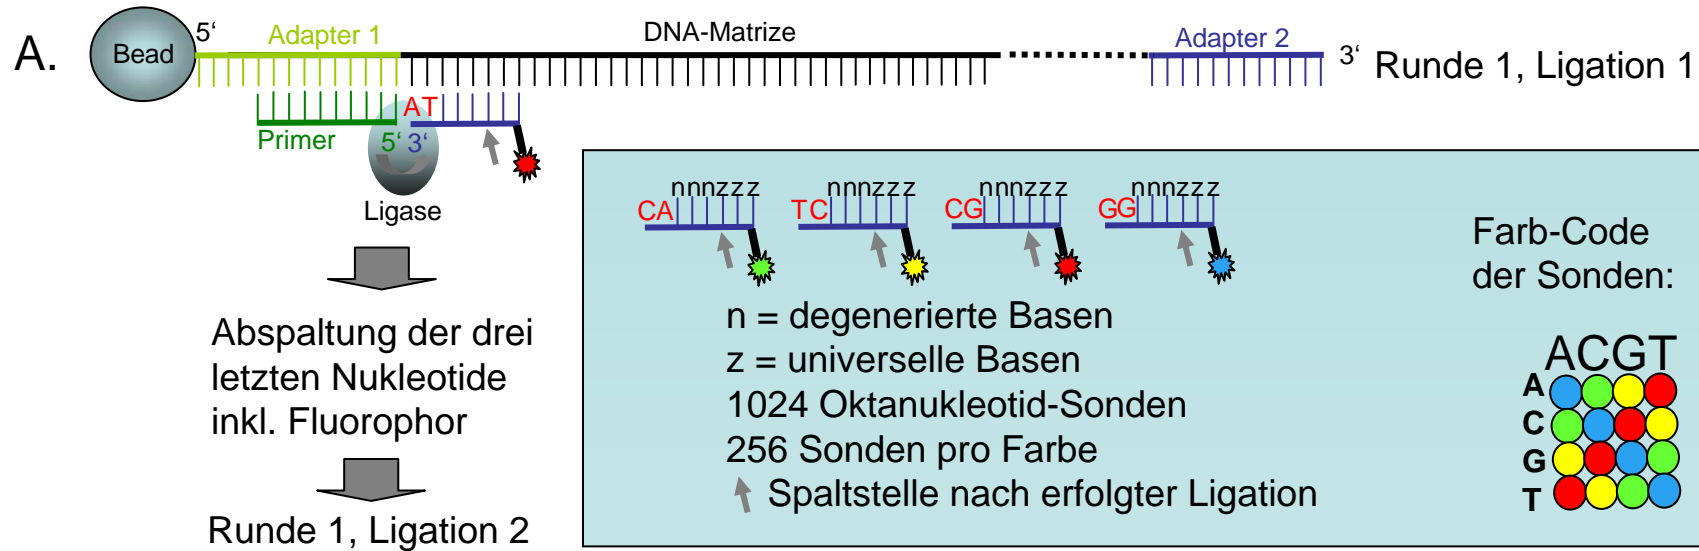 A.
Bead
5‘
Adapter 1
DNA-Matrize
Adapter 2
3‘
Runde 1, Ligation 1
AT
Primer
5‘ 3‘
Ligase
Abspaltung der drei
letzten Nukleotide
inkl. Fluorophor
Runde 1, Ligation 2
nnnzzz
CA
nnnzzz
TC
nnnzzz
CG
nnnzzz
GG
n = degenerierte Basen
z = universelle Basen
1024 Oktanukleotid-Sonden
256 Sonden pro Farbe
Spaltstelle nach erfolgter Ligation
Farb-Code
der Sonden:
ACGT
A
C
G
T